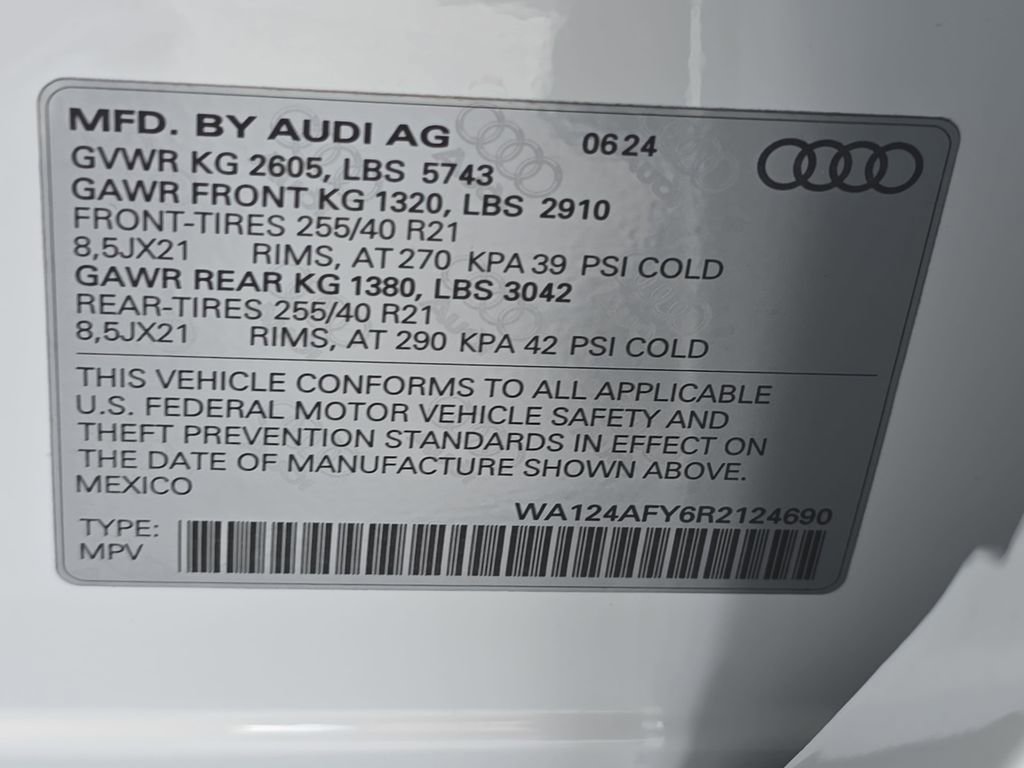 MFD. BY AUDI AG 0624
GVWR KG 2605, LBS 5743
GAWR FRONT KG 1320, LBS 2910
FRONT-TIRES 255/40 R21
8,5JX21 RIMS, AT 270 KPA 39 PSI COLD
GAWR REAR KG 1380, LBS 3042
REAR-TIRES 255/40 R21
8,5JX21 RIMS, AT 290 KPA 42 PSI COLD
THIS VEHICLE CONFORMS TO ALL APPLICABLE
U.S. FEDERAL MOTOR VEHICLE SAFETY AND
THEFT PREVENTION STANDARDS IN EFFECT ON
THE DATE OF MANUFACTURE SHOWN ABOVE.
MEXICO
WA124AFY6R2124690
TYPE:
MPV